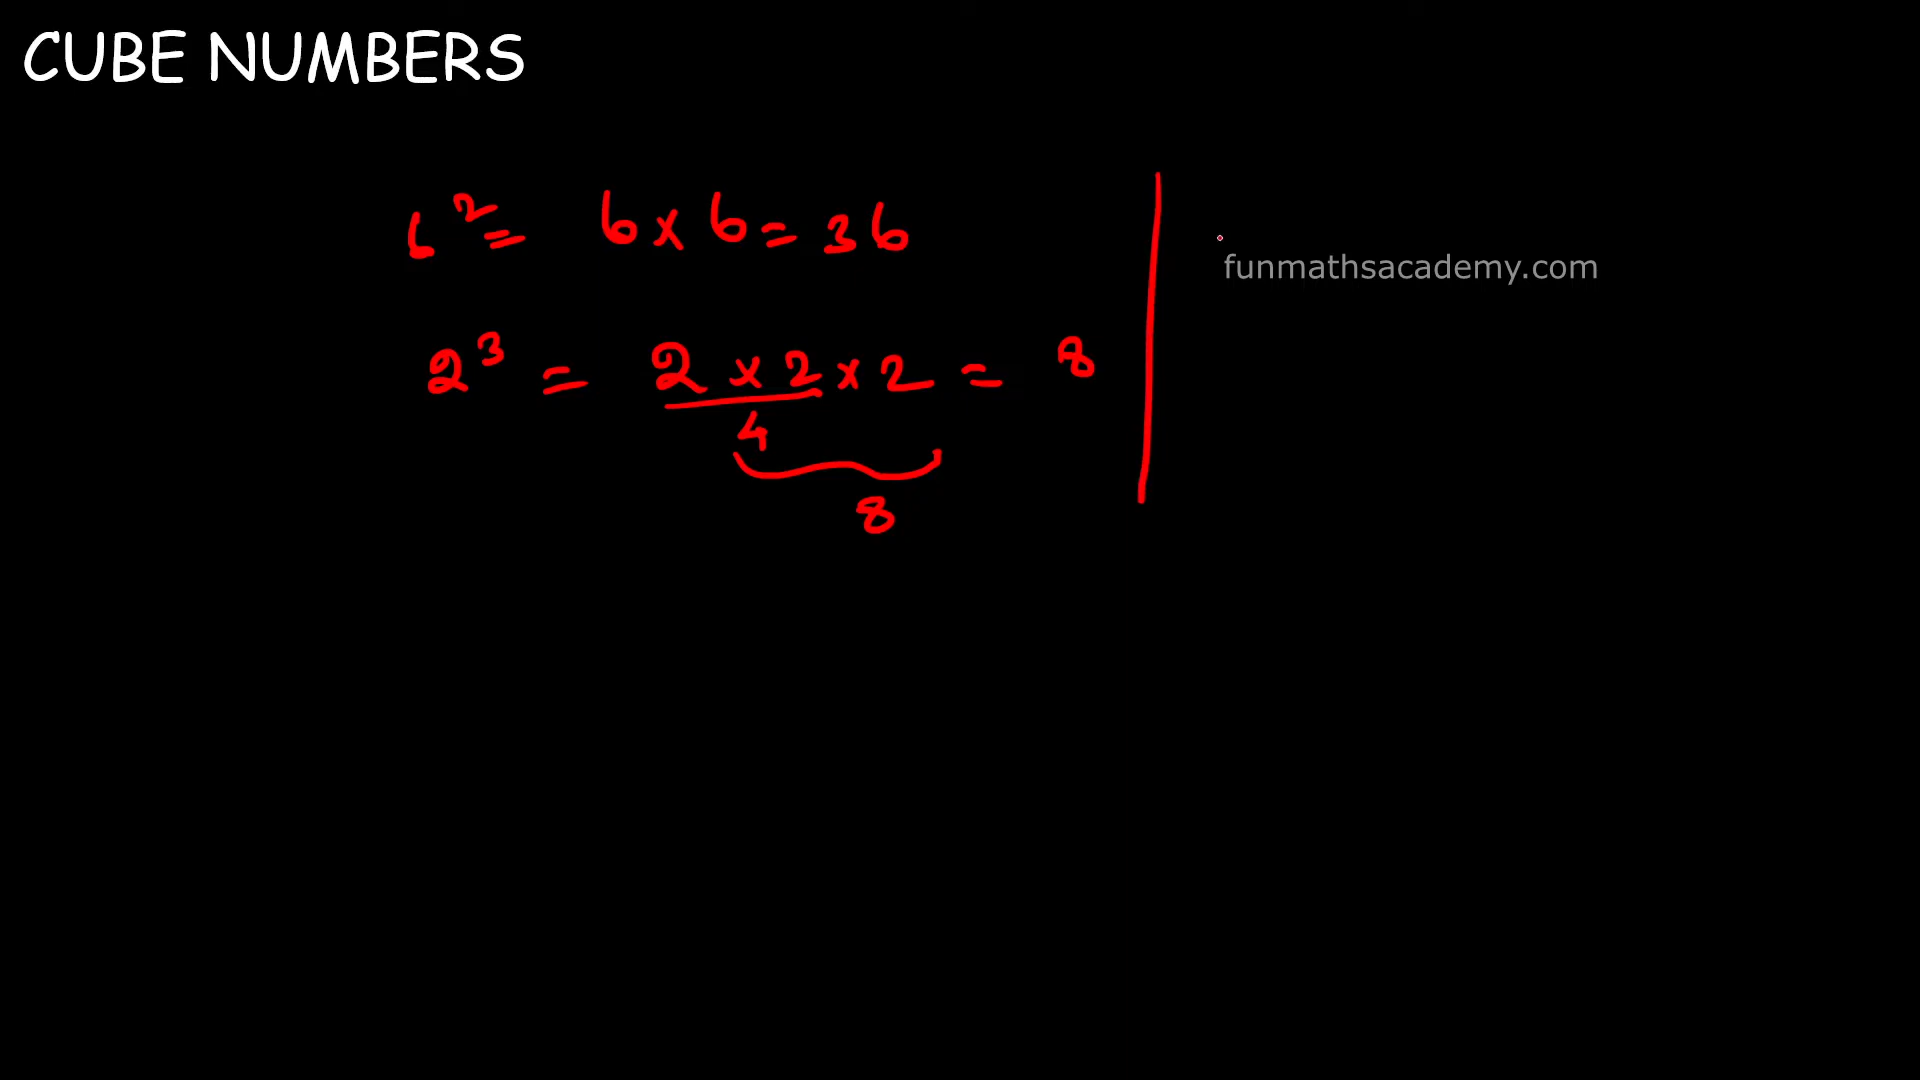 CUBE NUMBERS
6² = 6 x 6 = 36
funmathsacademy.com
2³ = 2 x 2 x 2 = 8
4
8